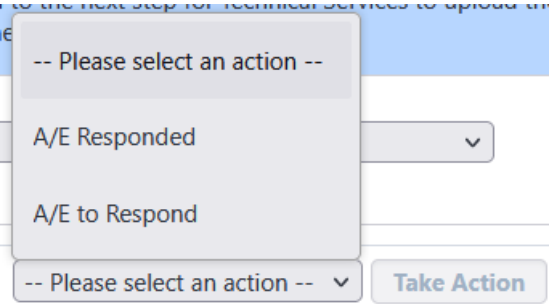 to the next step for Technical Services to upload th
-- Please select an action --
A/E Responded
A/E to Respond
-- Please select an action --
Take Action